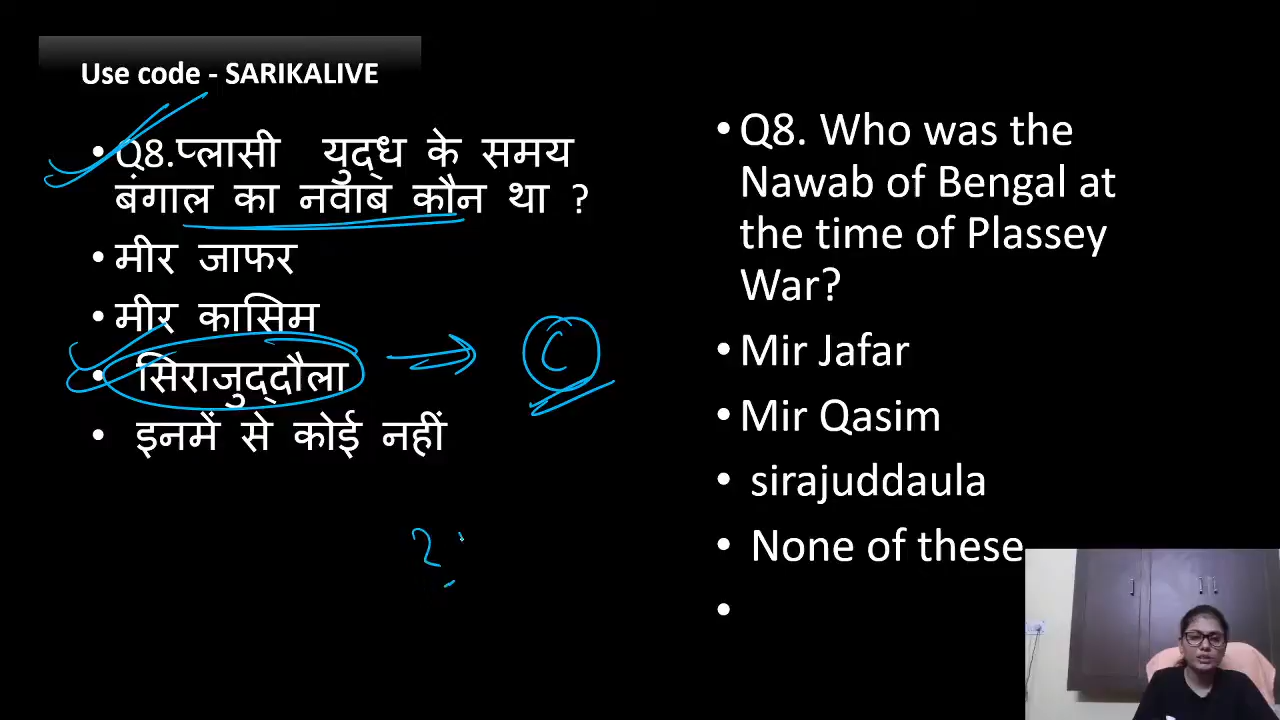 Use code - SARIKALIVE
• Q8.प्लासी युद्ध के समय
बंगाल का नवाब कौन था ?
• मीर जाफर
• मीर कासिम
• सिराजुद्दौला
• इनमें से कोई नहीं
C
2
• Q8. Who was the
Nawab of Bengal at
the time of Plassey
War?
• Mir Jafar
• Mir Qasim
• sirajuddaula
• None of these
•